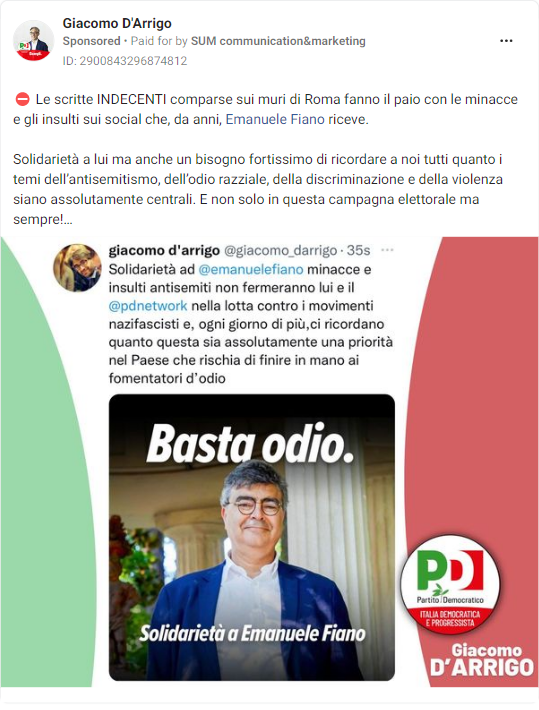 Giacomo D'Arrigo
Sponsored • Paid for by SUM communication&marketing
ID: 2900843296874812
⛔ Le scritte INDECENTI comparse sui muri di Roma fanno il paio con le minacce
e gli insulti sui social che, da anni, Emanuele Fiano riceve.
Solidarietà a lui ma anche un bisogno fortissimo di ricordare a noi tutti quanto i
temi dell'antisemitismo, dell'odio razziale, della discriminazione e della violenza
siano assolutamente centrali. E non solo in questa campagna elettorale ma
sempre!…
giacomo d'arrigo @giacomo_darrigo · 35s
Solidarietà ad @emanuelefiano minacce e
insulti antisemiti non fermeranno lui e il
@pdnetwork nella lotta contro i movimenti
nazifascisti e, ogni giorno di più,ci ricordano
quanto questa sia assolutamente una priorità
nel Paese che rischia di finire in mano ai
fomentatori d'odio
Basta odio.
Solidarietà a Emanuele Fiano
PD
Partito Democratico
ITALIA DEMOCRATICA
E PROGRESSISTA
Giacomo
D'ARRIGO